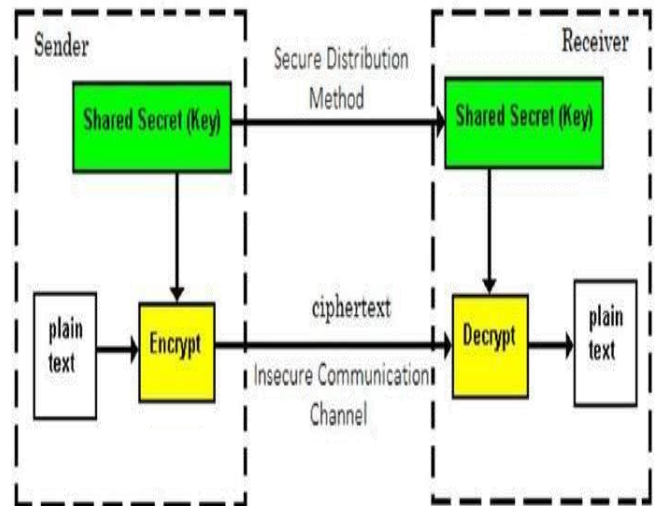 Sender
Receiver
Secure Distribution
Method
Shared Secret (Key)
Shared Secret (Key)
plain
text
Encrypt
ciphertext
Insecure Communication
Channel
Decrypt
plain
text